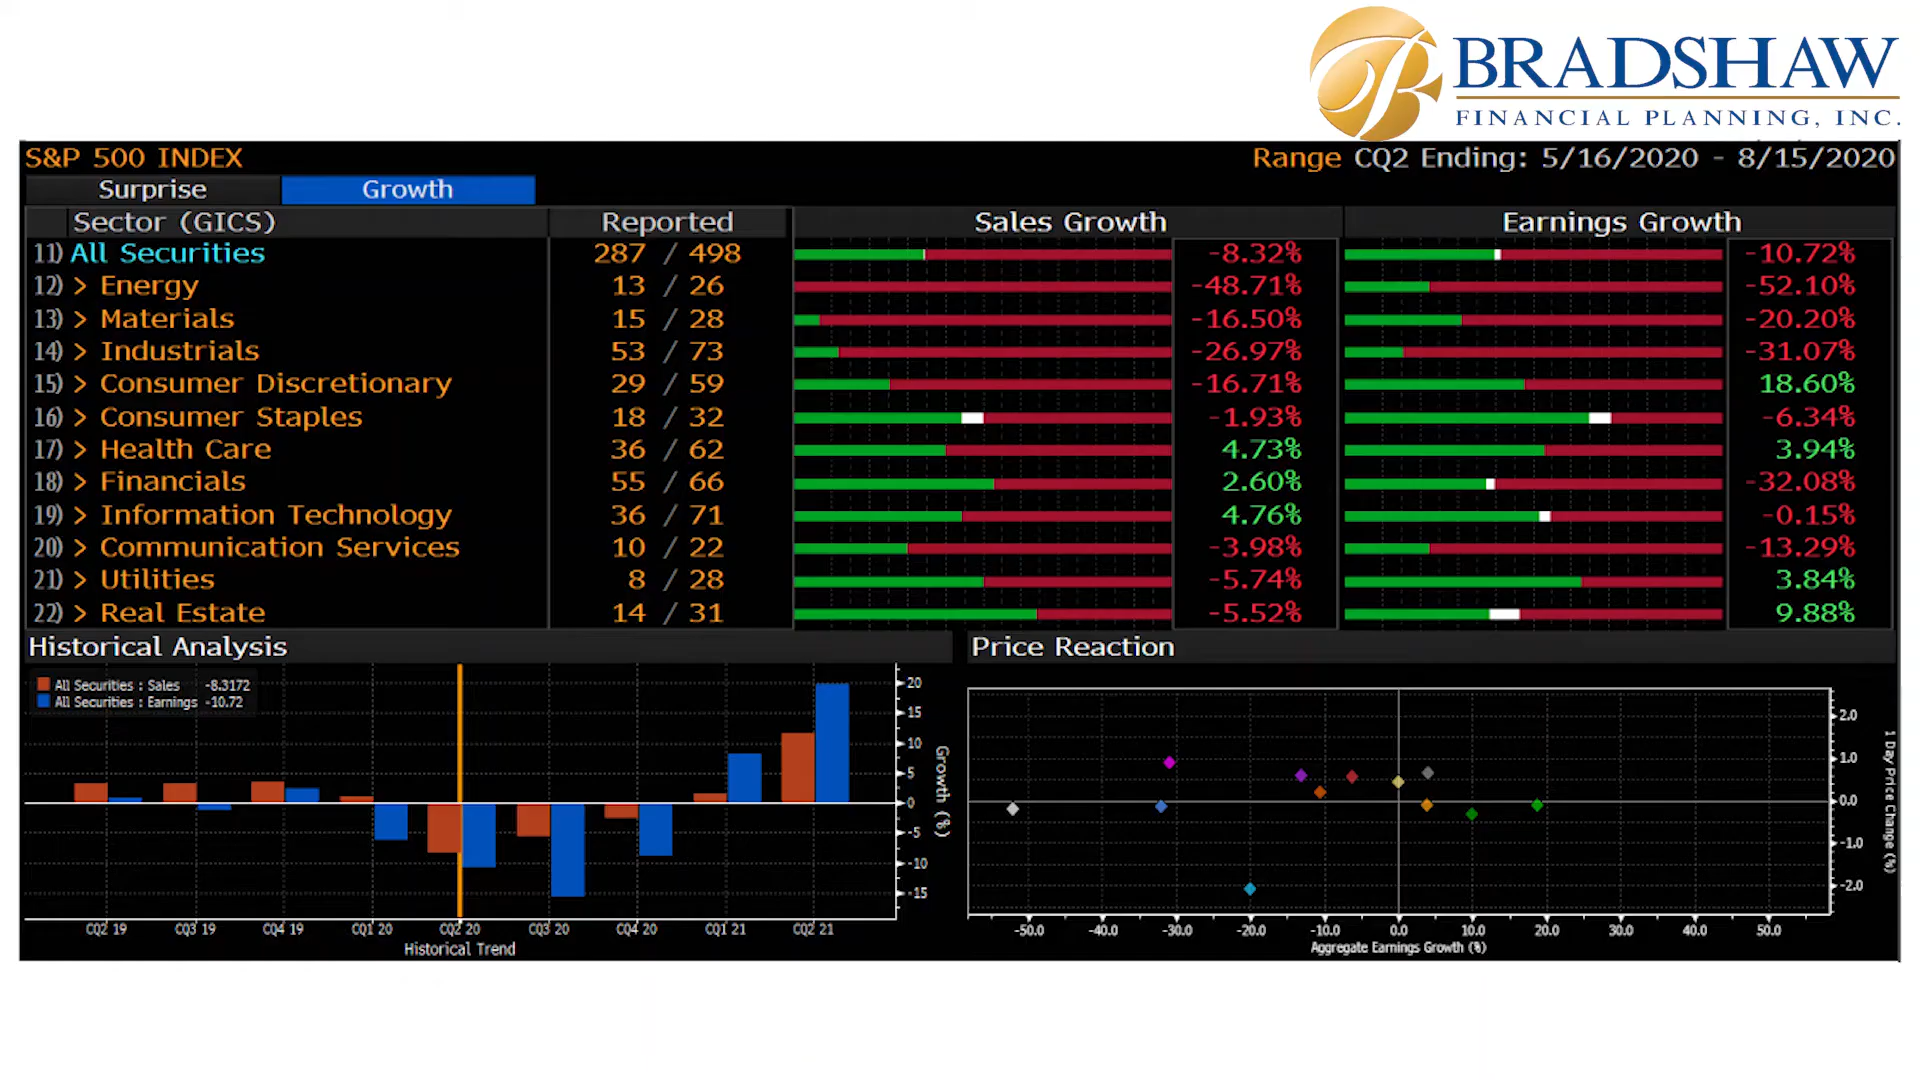 BRADSHAW
FINANCIAL PLANNING, INC.
S&P 500 INDEX Range CQ2 Ending: 5/16/2020 - 8/15/2020
Surprise Growth
Sector (GICS) Reported Sales Growth Earnings Growth
11) All Securities 287 / 498 -8.32% -10.72%
12) > Energy 13 / 26 -48.71% -52.10%
13) > Materials 15 / 28 -16.50% -20.20%
14) > Industrials 53 / 73 -26.97% -31.07%
15) > Consumer Discretionary 29 / 59 -16.71% 18.60%
16) > Consumer Staples 18 / 32 -1.93% -6.34%
17) > Health Care 36 / 62 4.73% 3.94%
18) > Financials 55 / 66 2.60% -32.08%
19) > Information Technology 36 / 71 4.76% -0.15%
20) > Communication Services 10 / 22 -3.98% -13.29%
21) > Utilities 8 / 28 -5.74% 3.84%
22) > Real Estate 14 / 31 -5.52% 9.88%
Historical Analysis
All Securities : Sales -8.3172
All Securities : Earnings -10.72
20
15
10
5
0
-5
-10
-15
Growth (%)
CQ2 19 CQ3 19 CQ4 19 CQ1 20 CQ2 20 CQ3 20 CQ4 20 CQ1 21 CQ2 21
Historical Trend
Price Reaction
2.0
1.0
0.0
-1.0
-2.0
1 Day Price Change (%)
-50.0 -40.0 -30.0 -20.0 -10.0 0.0 10.0 20.0 30.0 40.0 50.0
Aggregate Earnings Growth (%)